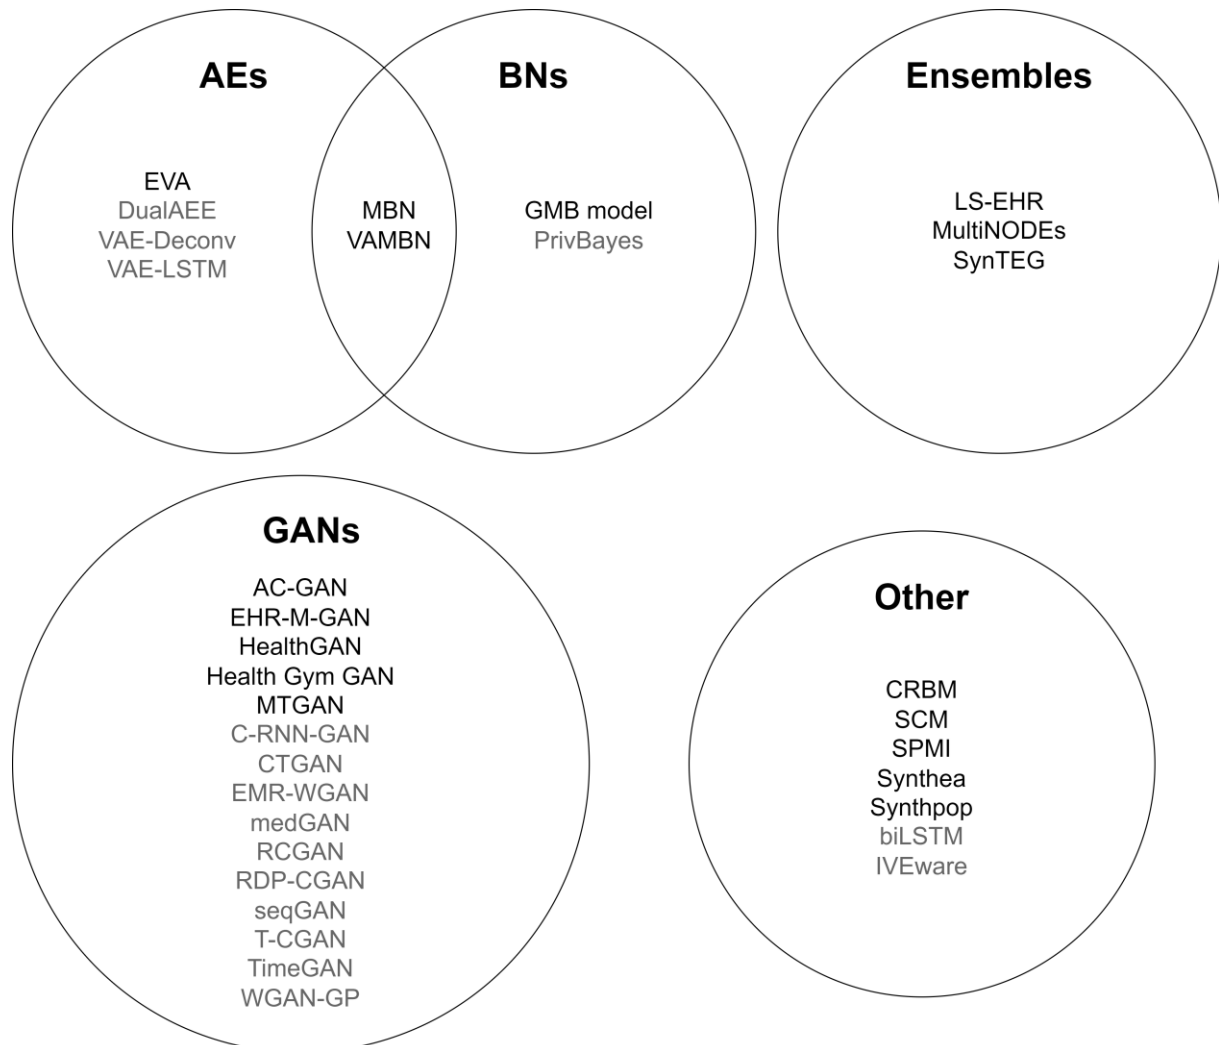 AEs
EVA
DualAEE
VAE-Deconv
VAE-LSTM
MBN
VAMBN
BNs
GMB model
PrivBayes
Ensembles
LS-EHR
MultiNODEs
SynTEG
GANs
AC-GAN
EHR-M-GAN
HealthGAN
Health Gym GAN
MTGAN
C-RNN-GAN
CTGAN
EMR-WGAN
medGAN
RCGAN
RDP-CGAN
seqGAN
T-CGAN
TimeGAN
WGAN-GP
Other
CRBM
SCM
SPMI
Synthea
Synthpop
biLSTM
IVEware